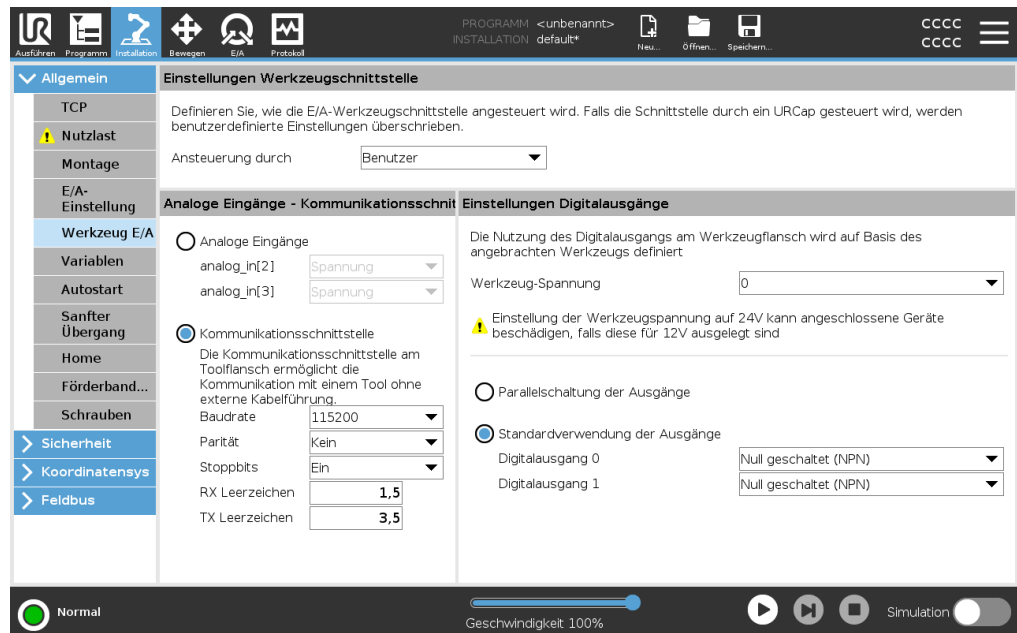 PROGRAMM <unbenannt>
INSTALLATION default*
Ausführen Programm Installation Bewegen E/A Protokoll
Neu... Öffnen... Speichern...
CCCC
CCCC
Allgemein
TCP
Nutzlast
Montage
E/A-
Einstellung
Werkzeug E/A
Variablen
Autostart
Sanfter
Übergang
Home
Förderband...
Schrauben
Sicherheit
Koordinatensys
Feldbus
Einstellungen Werkzeugschnittstelle
Definieren Sie, wie die E/A-Werkzeugschnittstelle angesteuert wird. Falls die Schnittstelle durch ein URCap gesteuert wird, werden
benutzerdefinierte Einstellungen überschrieben.
Ansteuerung durch Benutzer
Analoge Eingänge - Kommunikationsschnit
Analoge Eingänge
analog_in[2] Spannung
analog_in[3] Spannung
Kommunikationsschnittstelle
Die Kommunikationsschnittstelle am
Toolflansch ermöglicht die
Kommunikation mit einem Tool ohne
externe Kabelführung.
Baudrate 115200
Parität Kein
Stoppbits Ein
RX Leerzeichen 1,5
TX Leerzeichen 3,5
Einstellungen Digitalausgänge
Die Nutzung des Digitalausgangs am Werkzeugflansch wird auf Basis des
angebrachten Werkzeugs definiert
Werkzeug-Spannung 0
Einstellung der Werkzeugspannung auf 24V kann angeschlossene Geräte
beschädigen, falls diese für 12V ausgelegt sind
Parallelschaltung der Ausgänge
Standardverwendung der Ausgänge
Digitalausgang 0 Null geschaltet (NPN)
Digitalausgang 1 Null geschaltet (NPN)
Normal
Geschwindigkeit 100%
Simulation